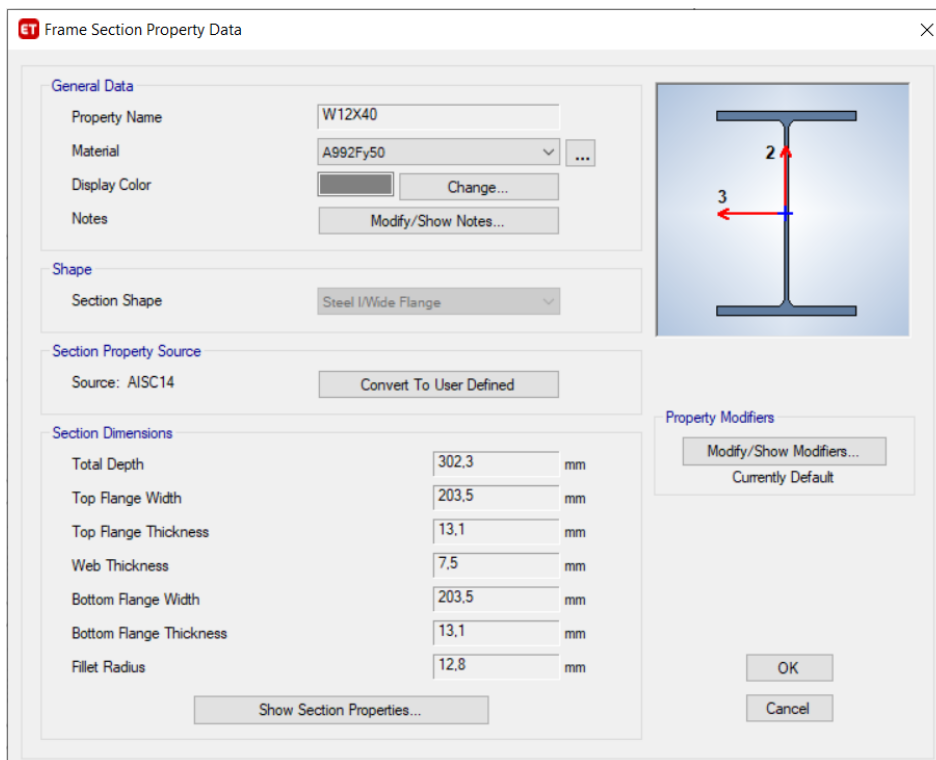 ET Frame Section Property Data
General Data
Property Name W12X40
Material A992Fy50 ...
Display Color Change...
Notes Modify/Show Notes...
Shape
Section Shape Steel I/Wide Flange
Section Property Source
Source: AISC14 Convert To User Defined
Section Dimensions
Total Depth 302,3 mm
Top Flange Width 203,5 mm
Top Flange Thickness 13,1 mm
Web Thickness 7,5 mm
Bottom Flange Width 203,5 mm
Bottom Flange Thickness 13,1 mm
Fillet Radius 12,8 mm
Show Section Properties...
2
3
Property Modifiers
Modify/Show Modifiers...
Currently Default
OK
Cancel